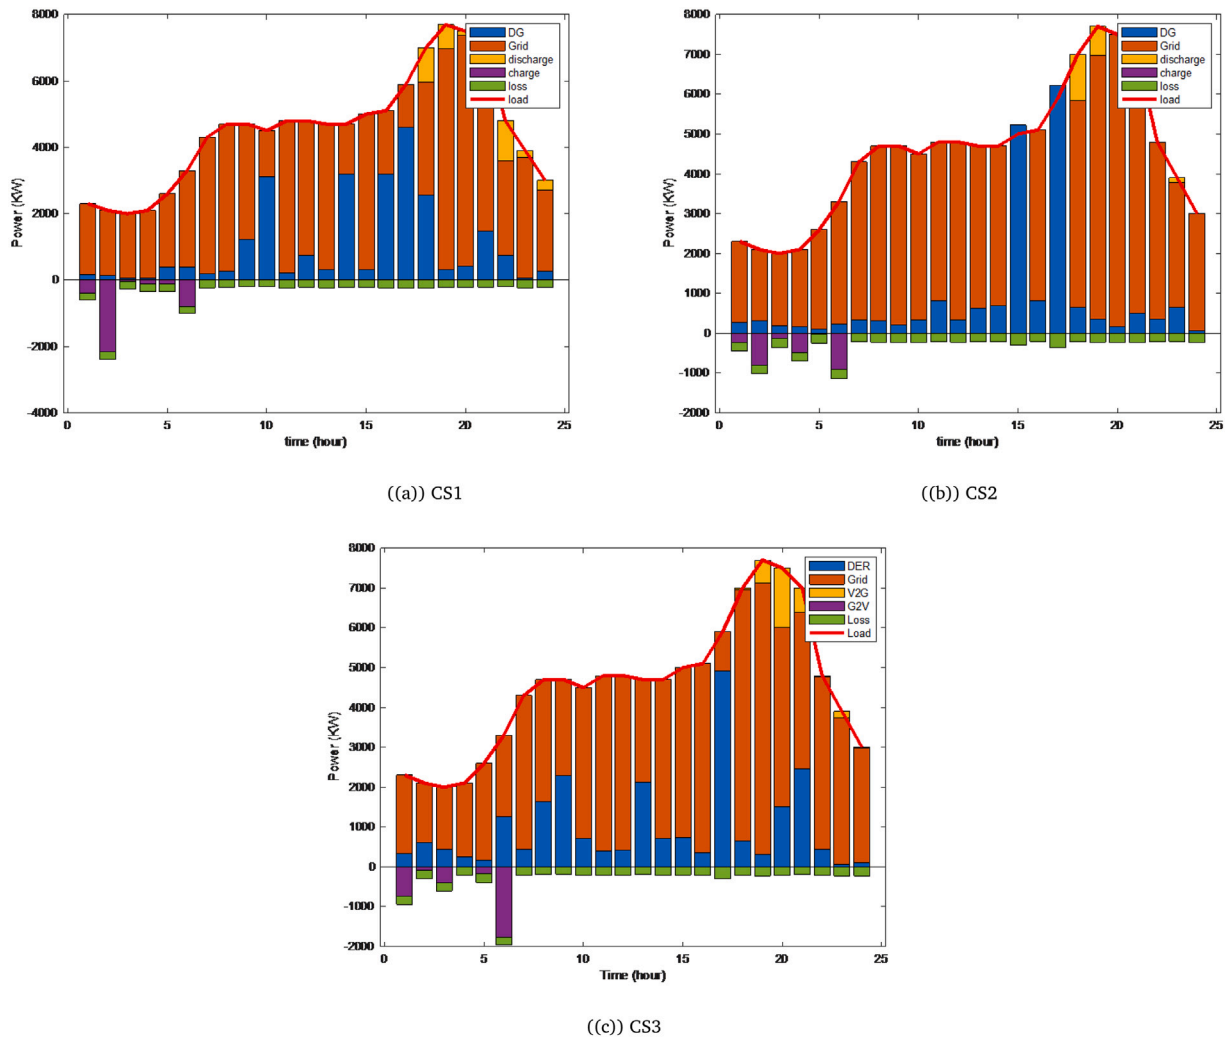 8000
6000
4000
2000
0
-2000
-4000
Power (KW)
0 5 10 15 20 25
time (hour)
DG
Grid
discharge
charge
loss
load
((a)) CS1
8000
7000
6000
5000
4000
3000
2000
1000
0
-1000
-2000
Power (KW)
0 5 10 15 20 25
time (hour)
DG
Grid
discharge
charge
loss
load
((b)) CS2
8000
7000
6000
5000
4000
3000
2000
1000
0
-1000
-2000
Power (KW)
0 5 10 15 20 25
Time (hour)
DER
Grid
V2G
G2V
Loss
Load
((c)) CS3